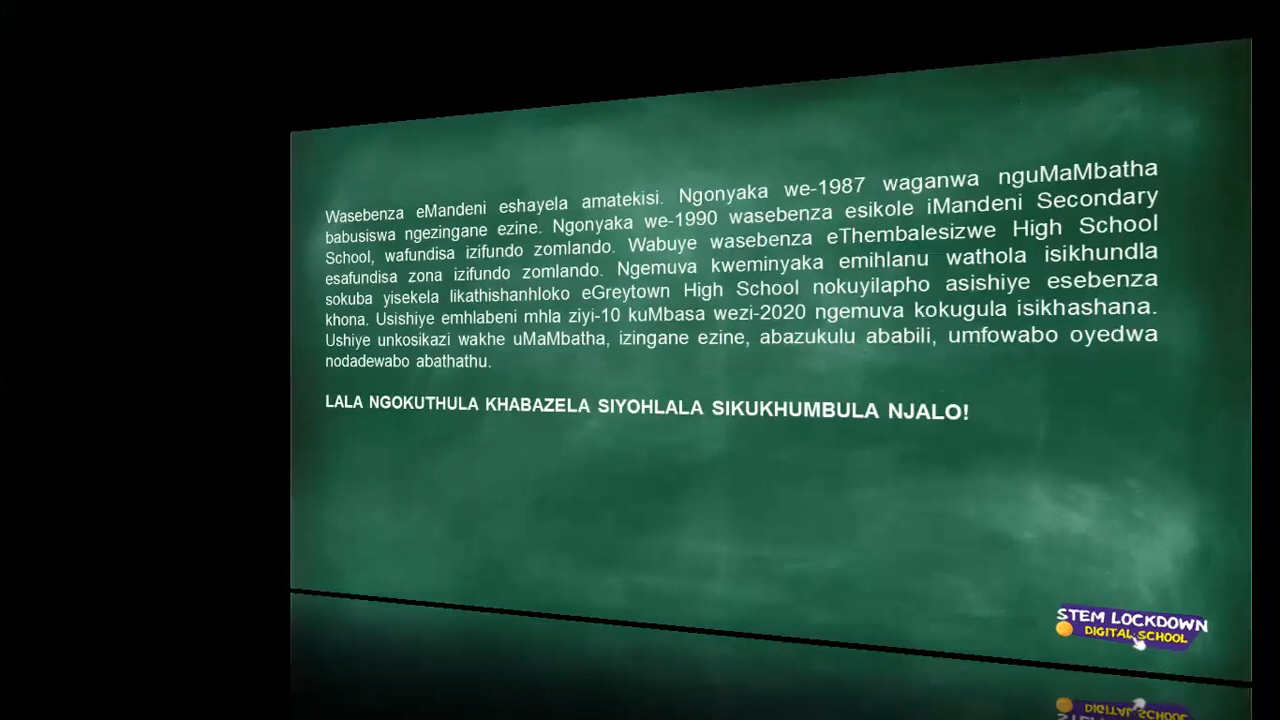 Wasebenza eMandeni eshayela amatekisi. Ngonyaka we-1987 waganwa nguMaMbatha
babusiswa ngezingane ezine. Ngonyaka we-1990 wasebenza esikole iMandeni Secondary
School, wafundisa izifundo zomlando. Wabuye wasebenza eThembalesizwe High School
esafundisa zona izifundo zomlando. Ngemuva kweminyaka emihlanu wathola isikhundla
sokuba yisekela likathishanhloko eGreytown High School nokuyilapho asishiye esebenza
khona. Usishiye emhlabeni mhla ziyi-10 kuMbasa wezi-2020 ngemuva kokugula isikhashana.
Ushiye unkosikazi wakhe uMaMbatha, izingane ezine, abazukulu ababili, umfowabo oyedwa
nodadewabo abathathu.
LALA NGOKUTHULA KHABAZELA SIYOHLALA SIKUKHUMBULA NJALO!
STEM LOCKDOWN
DIGITAL SCHOOL